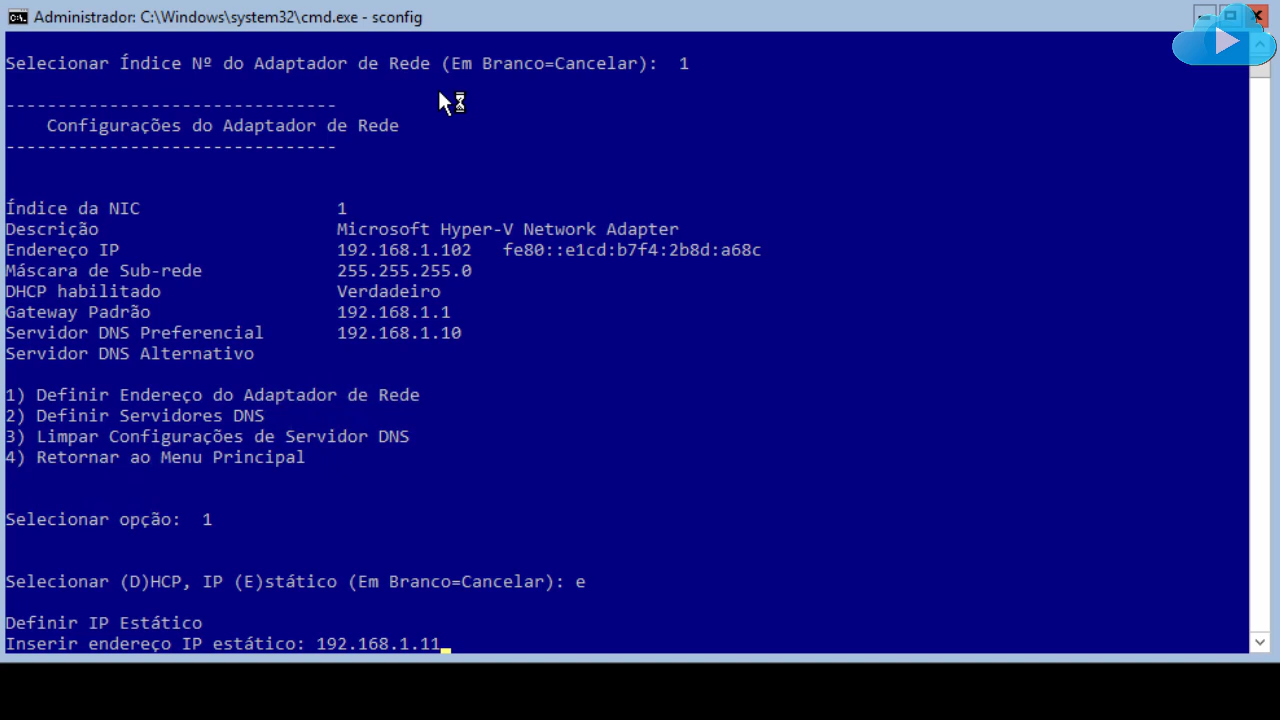 Administrador: C:\Windows\system32\cmd.exe - sconfig
Selecionar Índice Nº do Adaptador de Rede (Em Branco=Cancelar):  1
--------------------------------
    Configurações do Adaptador de Rede
--------------------------------
Índice da NIC                   1
Descrição                       Microsoft Hyper-V Network Adapter
Endereço IP                     192.168.1.102   fe80::e1cd:b7f4:2b8d:a68c
Máscara de Sub-rede             255.255.255.0
DHCP habilitado                 Verdadeiro
Gateway Padrão                  192.168.1.1
Servidor DNS Preferencial       192.168.1.10
Servidor DNS Alternativo
1) Definir Endereço do Adaptador de Rede
2) Definir Servidores DNS
3) Limpar Configurações de Servidor DNS
4) Retornar ao Menu Principal
Selecionar opção:  1
Selecionar (D)HCP, IP (E)stático (Em Branco=Cancelar): e
Definir IP Estático
Inserir endereço IP estático: 192.168.1.11